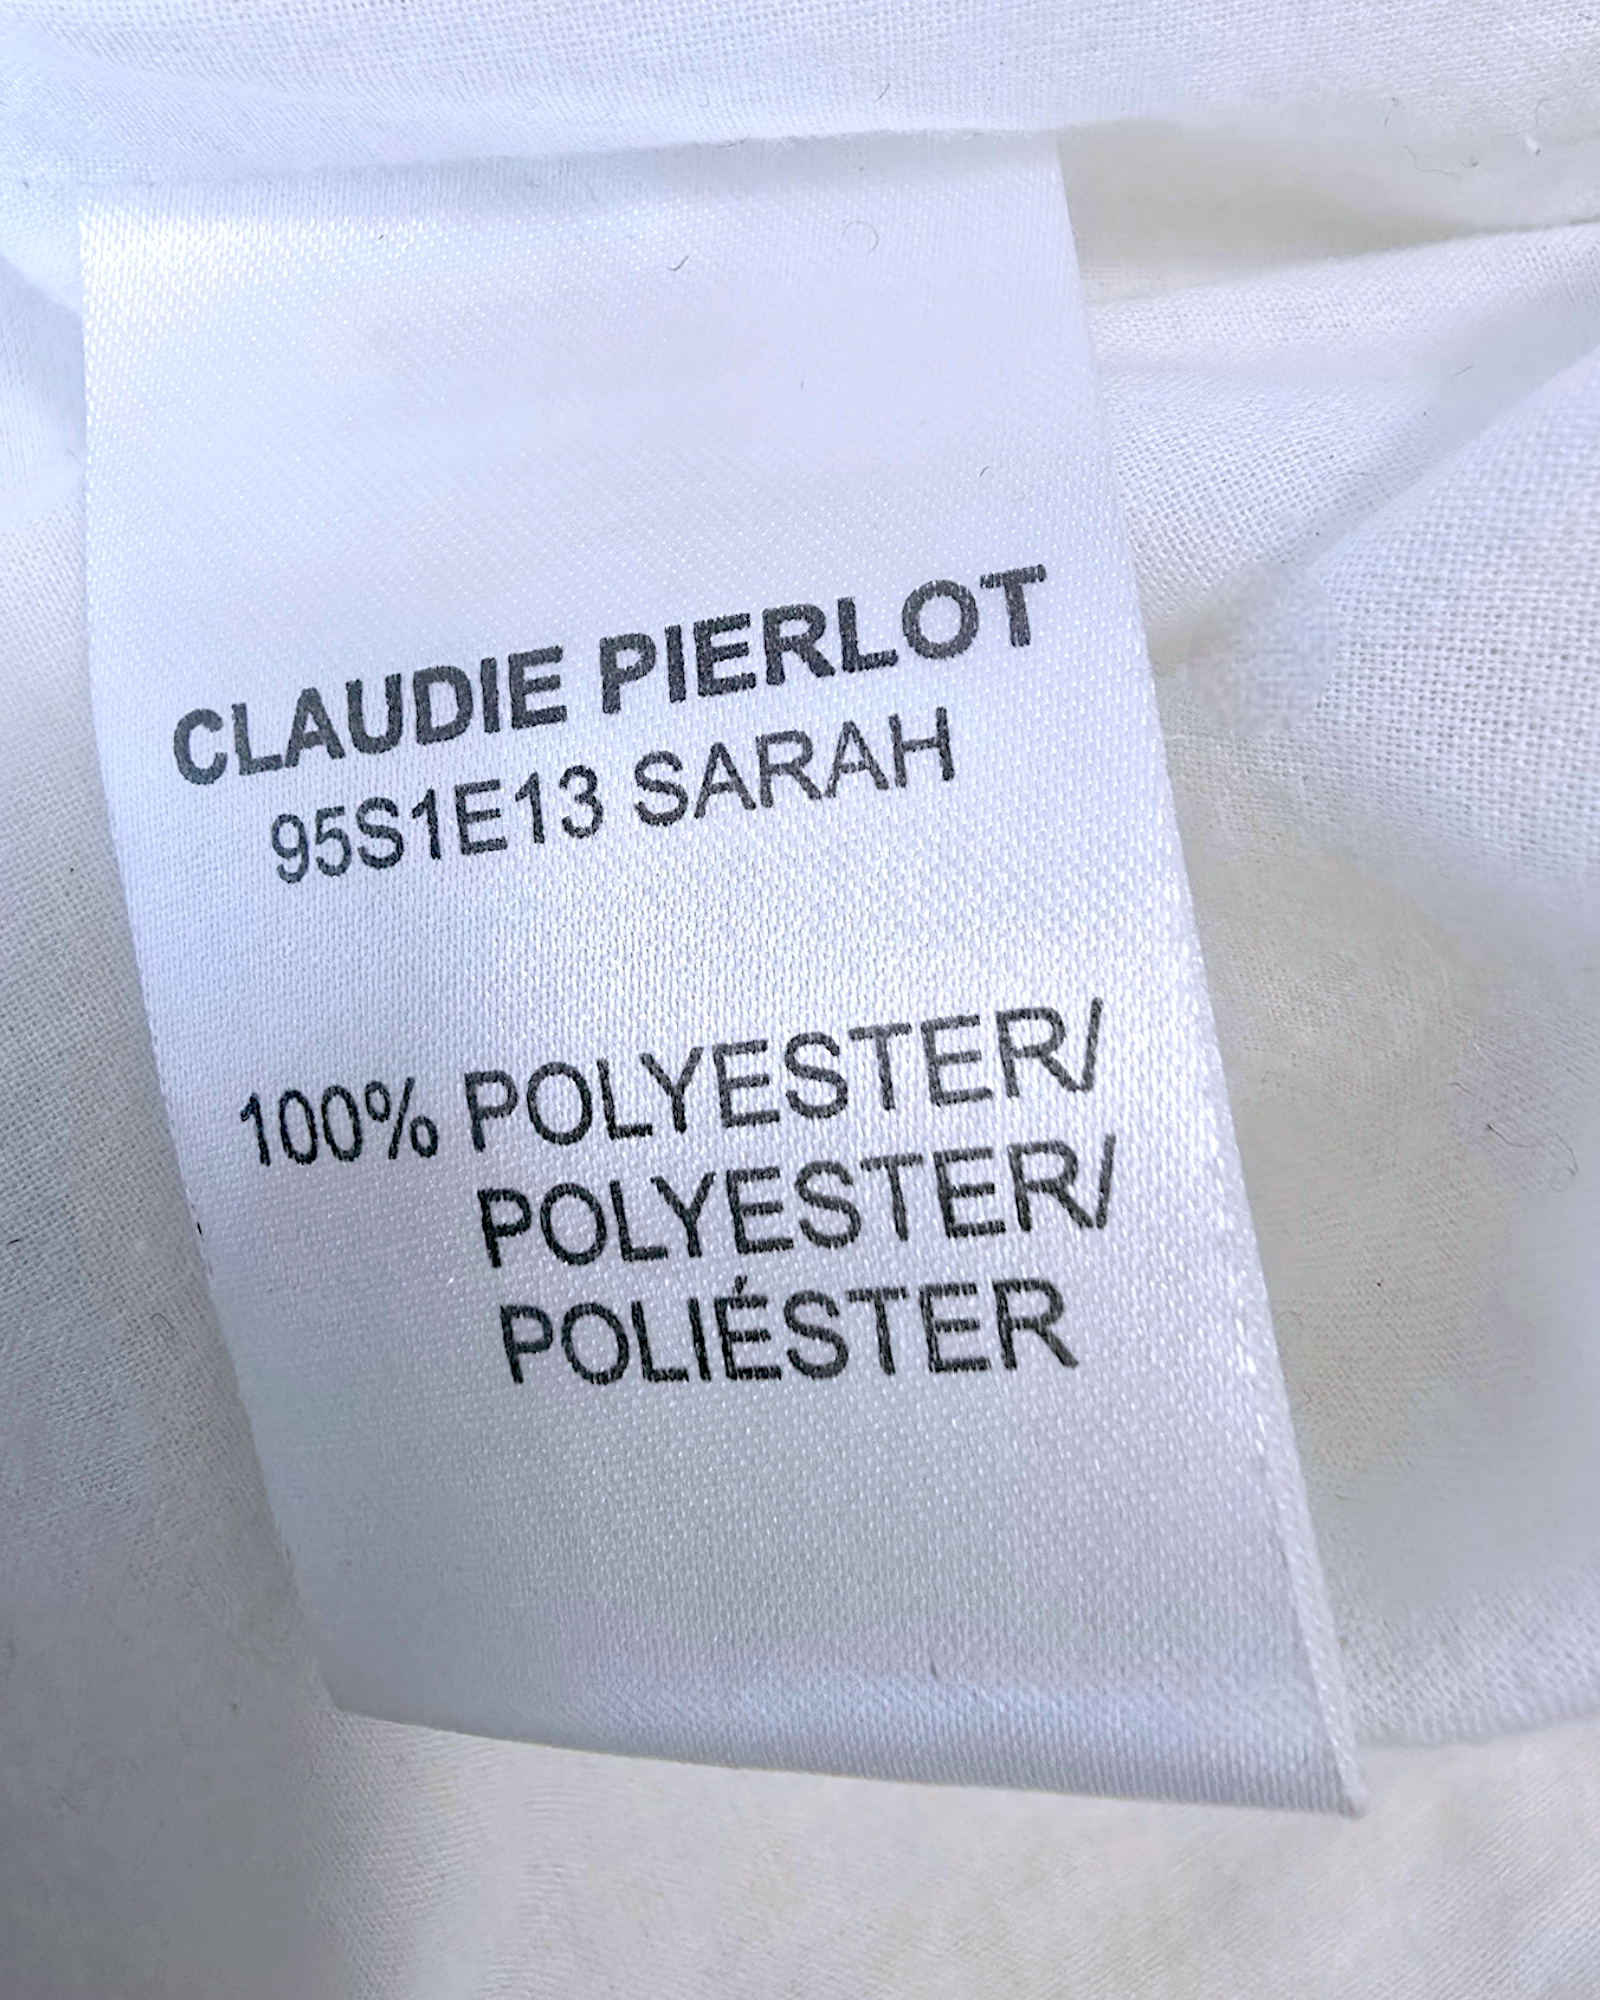 CLAUDIE PIERLOT
95S1E13 SARAH
100% POLYESTER/
POLYESTER/
POLIÉSTER